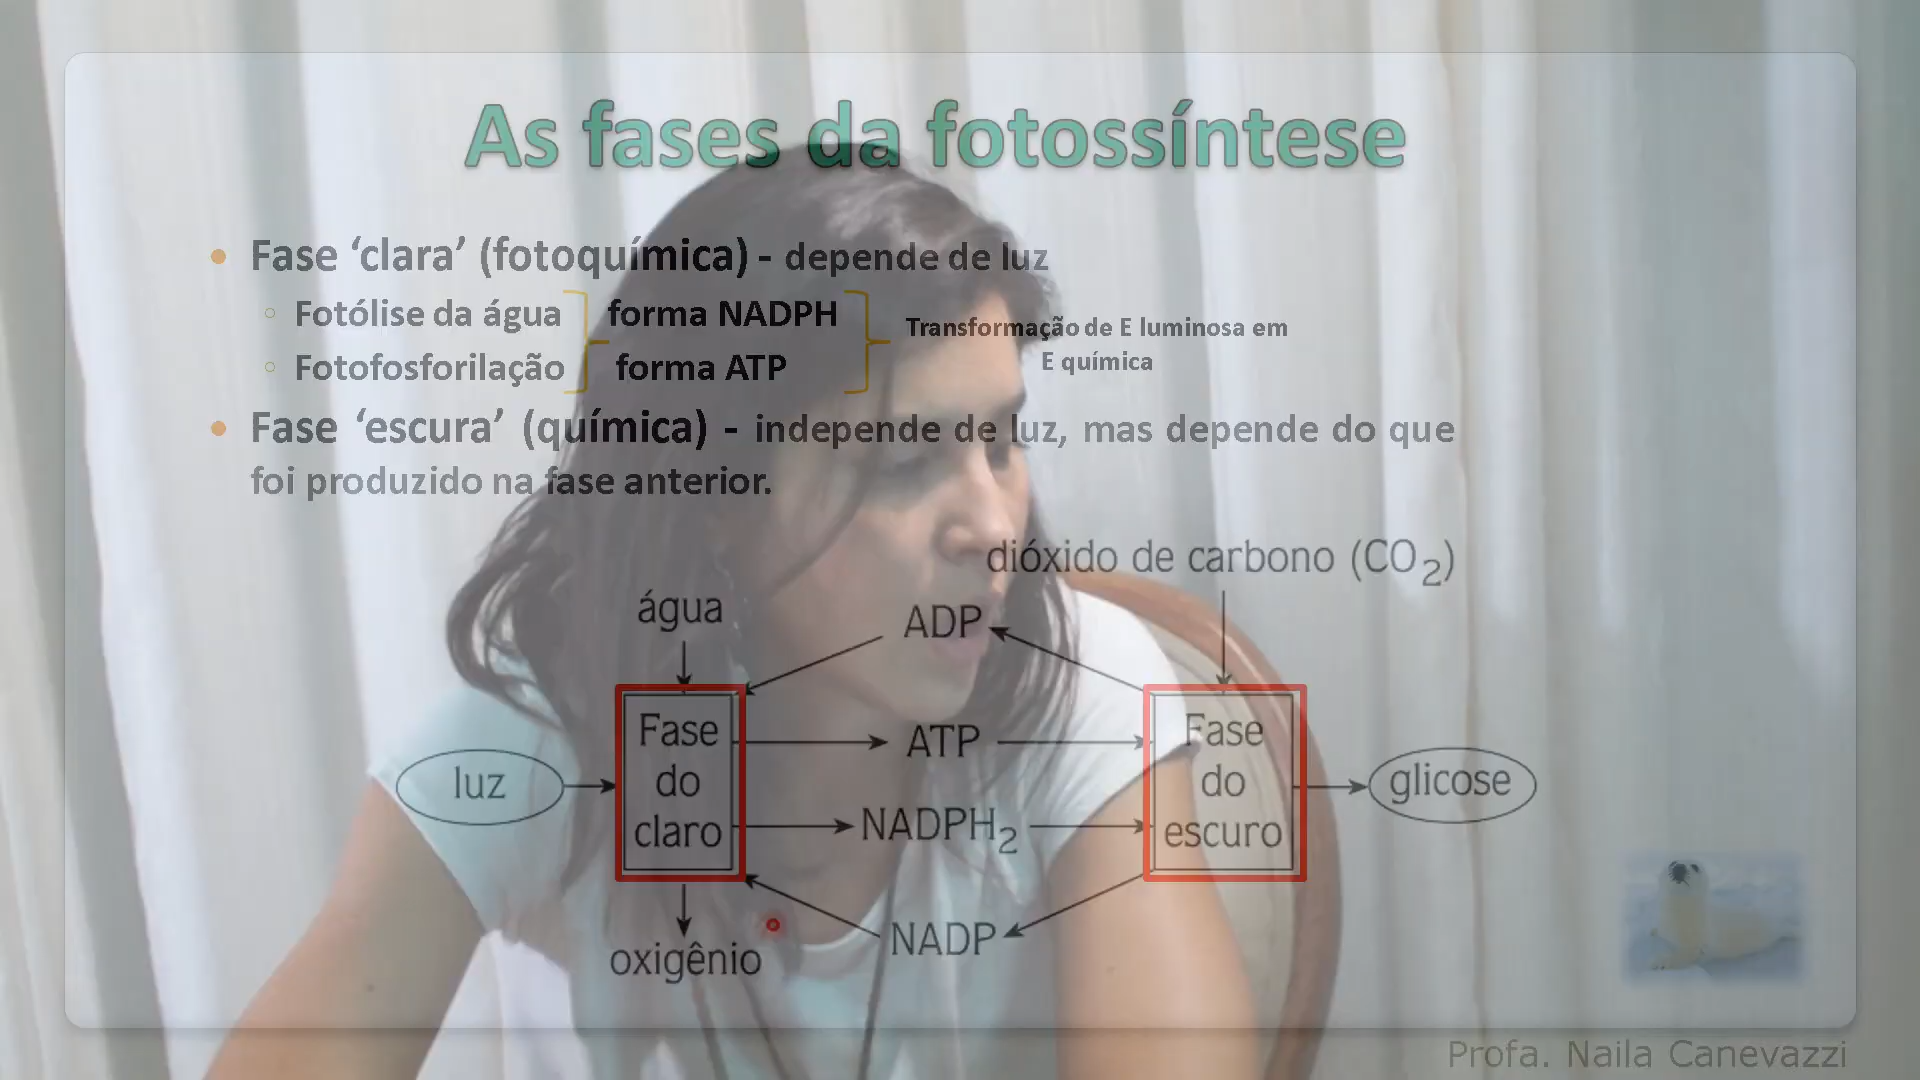 As fases da fotossíntese
Fase ‘clara’ (fotoquímica) - depende de luz
Fotólise da água forma NADPH
Fotofosforilação forma ATP
Transformação de E luminosa em
E química
Fase ‘escura’ (química) - independe de luz, mas depende do que
foi produzido na fase anterior.
dióxido de carbono (CO₂)
água
ADP
luz
Fase
do
claro
ATP
NADPH₂
Fase
do
escuro
glicose
NADP
oxigênio
Profa. Naila Canevazzi